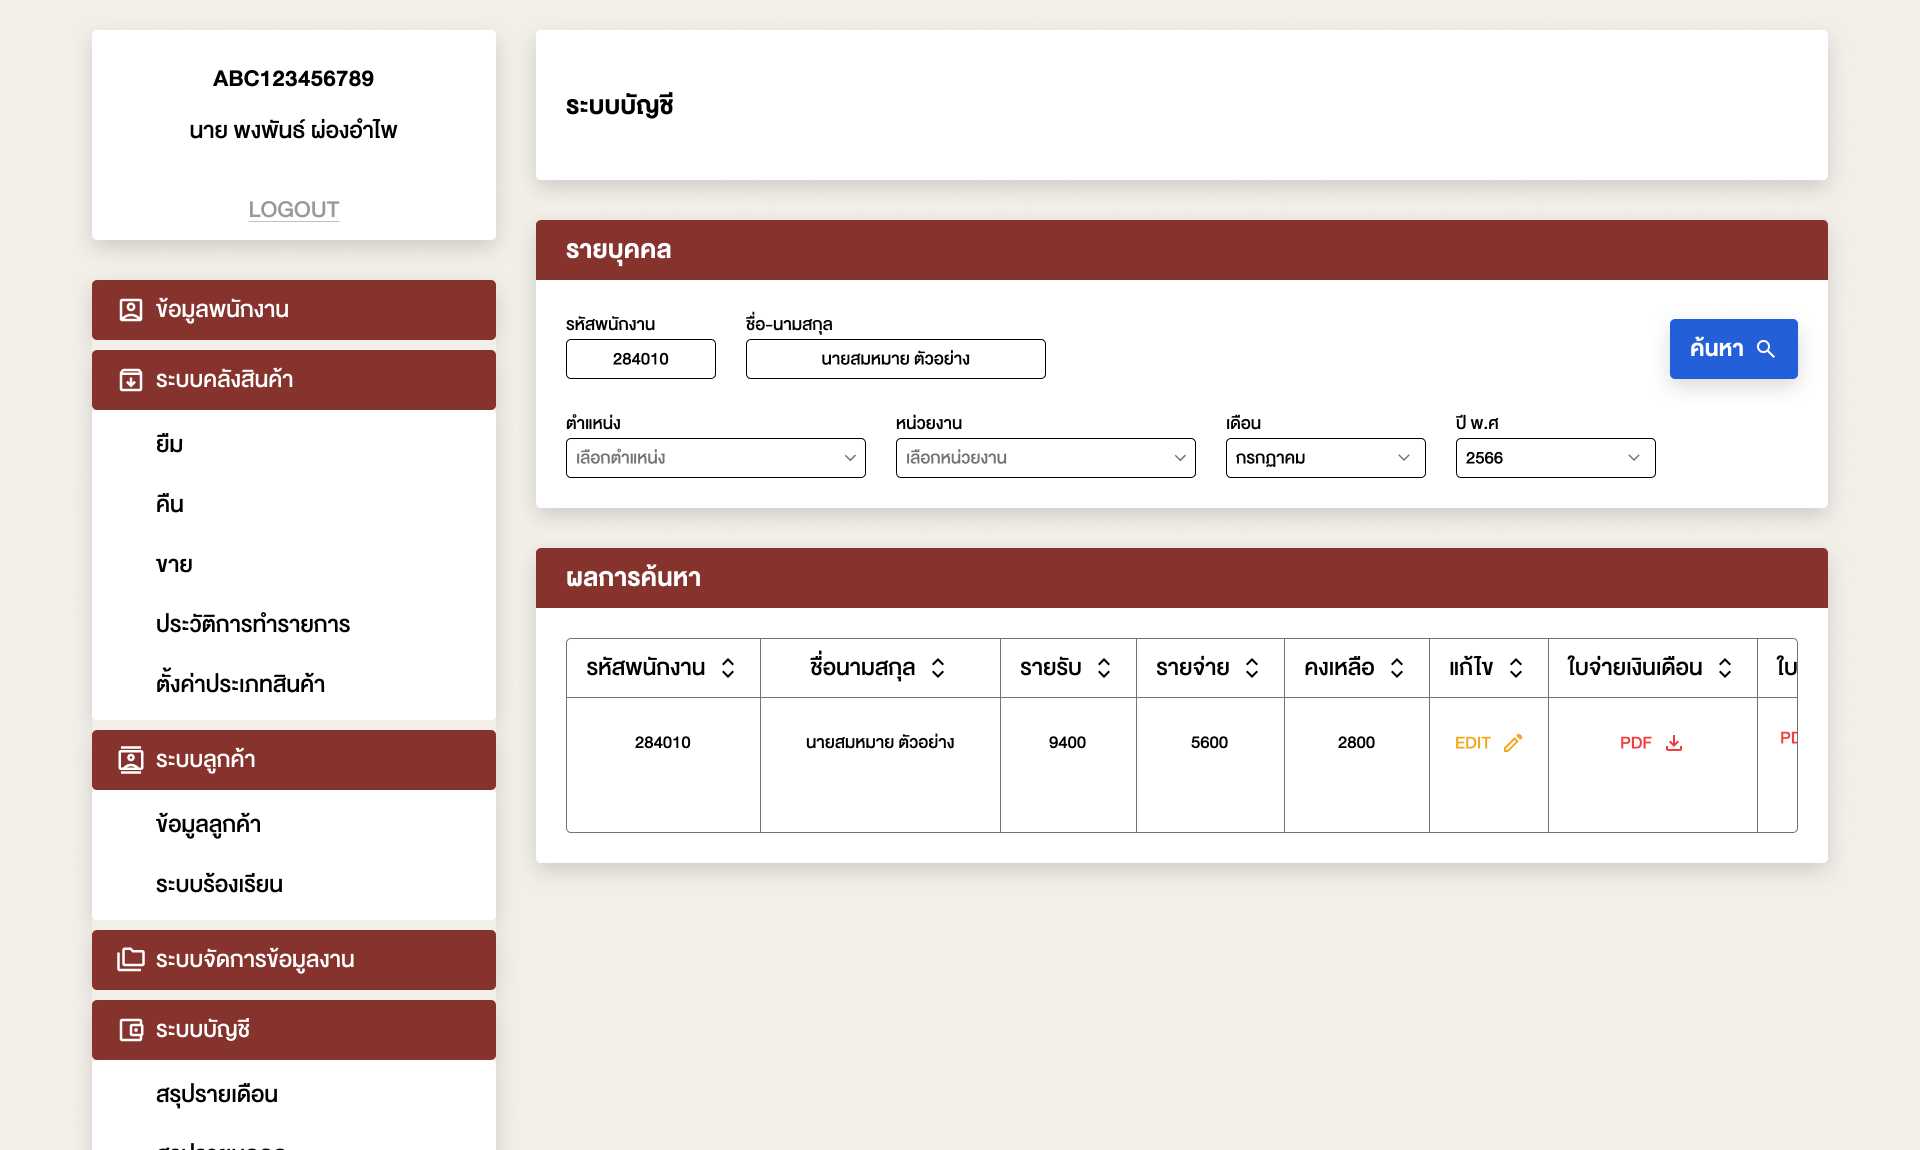 ABC123456789
นาย พงพันธ์ ผ่องอำไพ
LOGOUT
ข้อมูลพนักงาน
ระบบคลังสินค้า
ยืม
คืน
ขาย
ประวัติการทำรายการ
ตั้งค่าประเภทสินค้า
ระบบลูกค้า
ข้อมูลลูกค้า
ระบบร้องเรียน
ระบบจัดการข้อมูลงาน
ระบบบัญชี
สรุปรายเดือน
ระบบบัญชี
รายบุคคล
รหัสพนักงาน ชื่อ-นามสกุล
284010 นายสมหมาย ตัวอย่าง
ค้นหา
ตำแหน่ง หน่วยงาน เดือน ปี พ.ศ
เลือกตำแหน่ง เลือกหน่วยงาน กรกฎาคม 2566
ผลการค้นหา
รหัสพนักงาน ชื่อนามสกุล รายรับ รายจ่าย คงเหลือ แก้ไข ใบจ่ายเงินเดือน ใบ
284010 นายสมหมาย ตัวอย่าง 9400 5600 2800 EDIT PDF